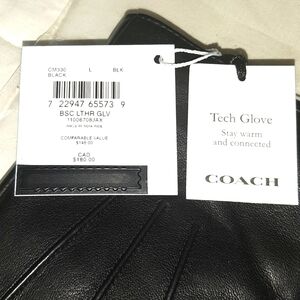 CM330 L BLK
BLACK
7 22947 65573 9
BSC LTHR GLV
COMPARABLE VALUE
$148.00
CAD
$180.00
Tech Glove
Stay warm
and connected
COACH